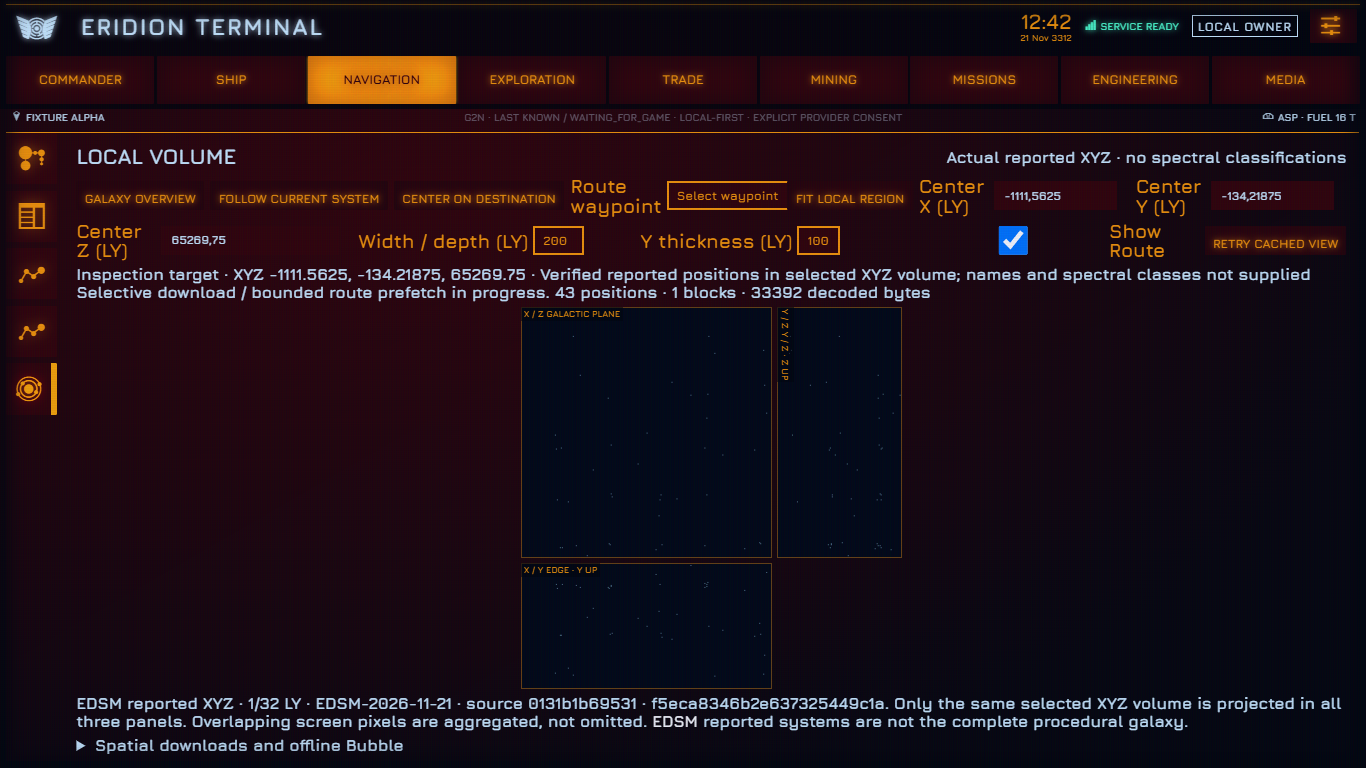 ERIDION TERMINAL
12:42
21 Nov 3312
SERVICE READY
LOCAL OWNER
COMMANDER
SHIP
NAVIGATION
EXPLORATION
TRADE
MINING
MISSIONS
ENGINEERING
MEDIA
FIXTURE ALPHA
G2N · LAST KNOWN / WAITING_FOR_GAME · LOCAL-FIRST · EXPLICIT PROVIDER CONSENT
ASP · FUEL 16 T
LOCAL VOLUME
Actual reported XYZ · no spectral classifications
GALAXY OVERVIEW
FOLLOW CURRENT SYSTEM
CENTER ON DESTINATION
Route
waypoint
Select waypoint
FIT LOCAL REGION
Center
X (LY)
-1111,5625
Center
Y (LY)
-134,21875
Center
Z (LY)
65269,75
Width / depth (LY)
200
Y thickness (LY)
100
Show
Route
RETRY CACHED VIEW
Inspection target · XYZ -1111.5625, -134.21875, 65269.75 · Verified reported positions in selected XYZ volume; names and spectral classes not supplied
Selective download / bounded route prefetch in progress. 43 positions · 1 blocks · 33392 decoded bytes
X / Z GALACTIC PLANE
Y / Z Y / Z · Z UP
X / Y EDGE · Y UP
EDSM reported XYZ · 1/32 LY · EDSM-2026-11-21 · source 0131b1b69531 · f5eca8346b2e637325449c1a. Only the same selected XYZ volume is projected in all
three panels. Overlapping screen pixels are aggregated, not omitted. EDSM reported systems are not the complete procedural galaxy.
Spatial downloads and offline Bubble